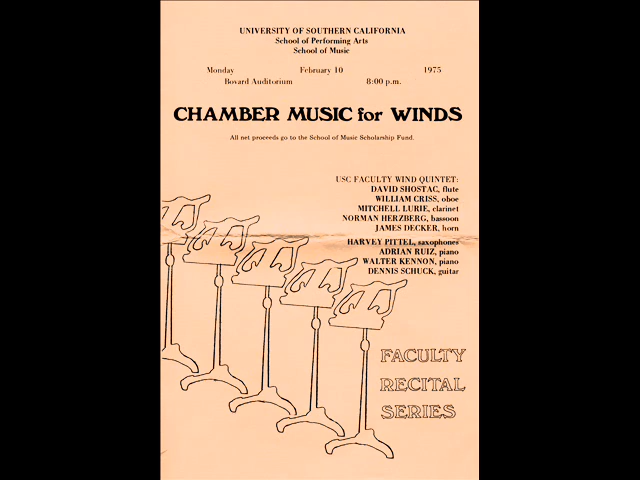 UNIVERSITY OF SOUTHERN CALIFORNIA
School of Performing Arts
School of Music
Monday February 10 1975
Bovard Auditorium 8:00 p.m.
CHAMBER MUSIC for WINDS
All net proceeds go to the School of Music Scholarship Fund.
USC FACULTY WIND QUINTET:
DAVID SHOSTAC, flute
WILLIAM CRISS, oboe
MITCHELL LURIE, clarinet
NORMAN HERZBERG, bassoon
JAMES DECKER, horn
HARVEY PITTEL, saxophones
ADRIAN RUIZ, piano
WALTER KENNON, piano
DENNIS SCHUCK, guitar
FACULTY
RECITAL
SERIES